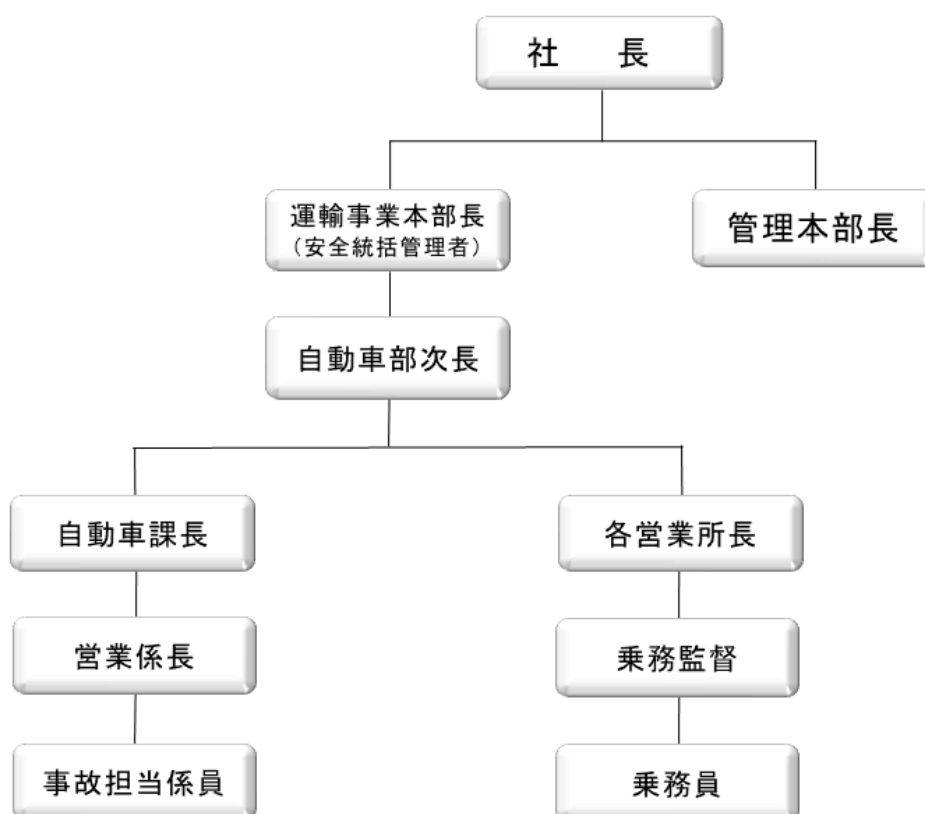 社　長
運輸事業本部長
（安全統括管理者）
管理本部長
自動車部次長
自動車課長
各営業所長
営業係長
乗務監督
事故担当係員
乗務員